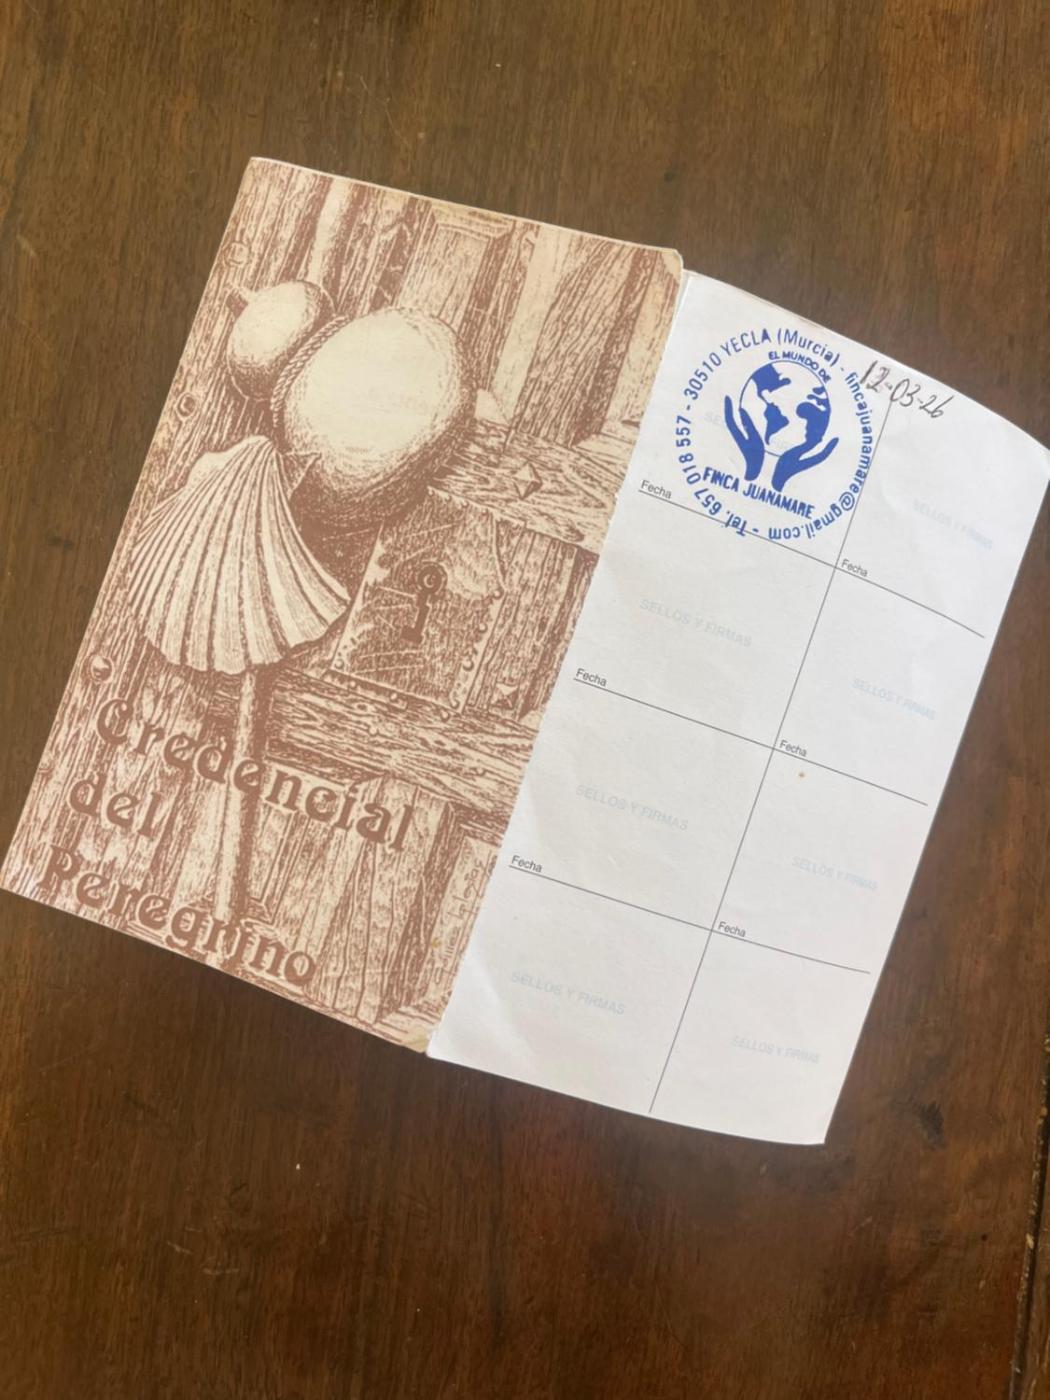 Credencial
del
Peregrino
Tel. 657 018 557 - 30510 YECLA (Murcia) - fincajuanamare@gmail.com -
EL MUNDO DE
FINCA JUANAMARE
12-03-26
SELLOS Y FIRMAS
Fecha
Fecha
SELLOS Y FIRMAS
SELLOS Y FIRMAS
Fecha
Fecha
SELLOS Y FIRMAS
SELLOS Y FIRMAS
Fecha
Fecha
SELLOS Y FIRMAS
SELLOS Y FIRMAS